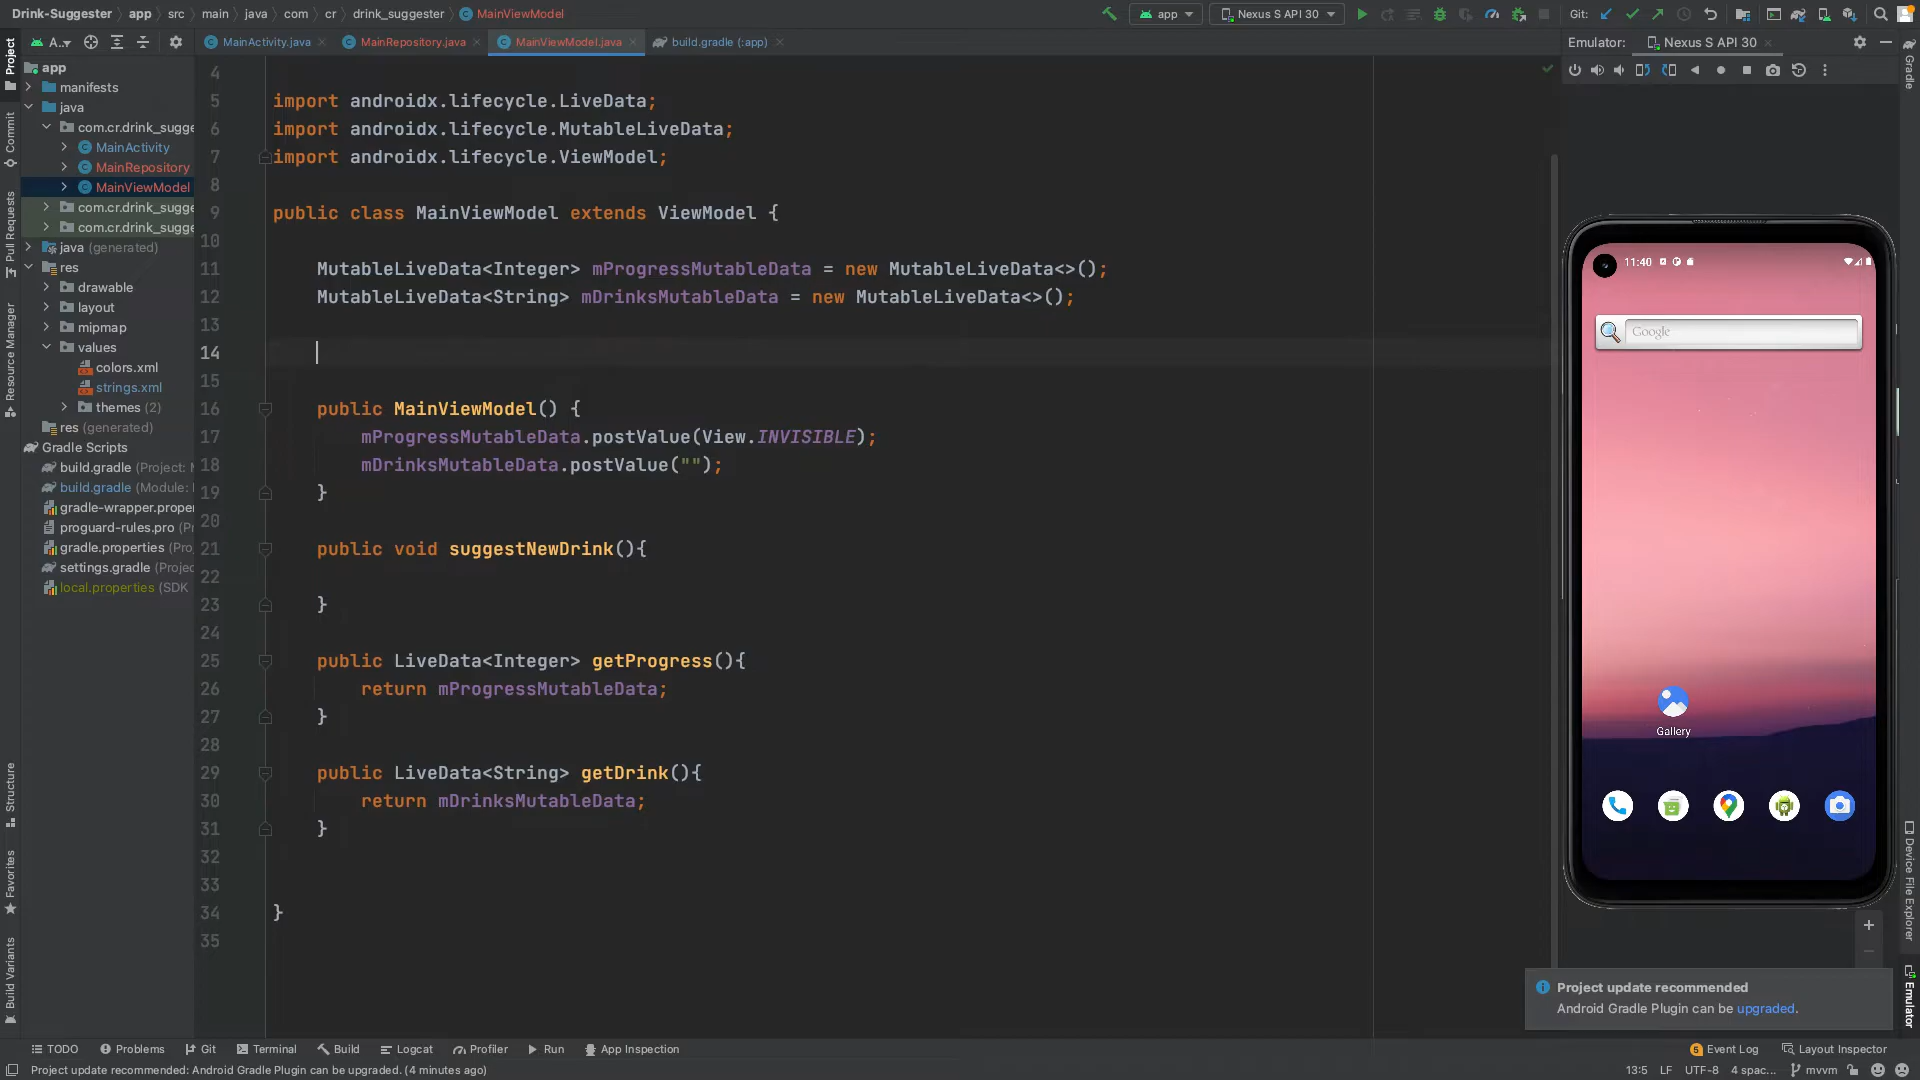 Drink-Suggester app src main java com cr drink_suggester MainViewModel
app Nexus S API 30 Git:
A... MainActivity.java MainRepository.java MainViewModel.java build.gradle (:app) Emulator: Nexus S API 30
Project
Commit
Pull Requests
Resource Manager
Structure
Favorites
Build Variants
app
manifests
java
com.cr.drink_sugge
MainActivity
MainRepository
MainViewModel
com.cr.drink_sugge
com.cr.drink_sugge
java (generated)
res
drawable
layout
mipmap
values
colors.xml
strings.xml
themes (2)
res (generated)
Gradle Scripts
build.gradle (Project:
build.gradle (Module:
gradle-wrapper.proper
proguard-rules.pro (Pr
gradle.properties (Pro
settings.gradle (Projec
local.properties (SDK
4
5 import androidx.lifecycle.LiveData;
6 import androidx.lifecycle.MutableLiveData;
7 import androidx.lifecycle.ViewModel;
8
9 public class MainViewModel extends ViewModel {
10
11 MutableLiveData<Integer> mProgressMutableData = new MutableLiveData<>();
12 MutableLiveData<String> mDrinksMutableData = new MutableLiveData<>();
13
14
15
16 public MainViewModel() {
17 mProgressMutableData.postValue(View.INVISIBLE);
18 mDrinksMutableData.postValue("");
19 }
20
21 public void suggestNewDrink(){
22
23 }
24
25 public LiveData<Integer> getProgress(){
26 return mProgressMutableData;
27 }
28
29 public LiveData<String> getDrink(){
30 return mDrinksMutableData;
31 }
32
33
34 }
35
11:40
Google
Gallery
Gradle
Device File Explorer
Emulator
Project update recommended
Android Gradle Plugin can be upgraded.
TODO Problems Git Terminal Build Logcat Profiler Run App Inspection 5 Event Log Layout Inspector
Project update recommended: Android Gradle Plugin can be upgraded. (4 minutes ago) 13:5 LF UTF-8 4 spac... mvvm